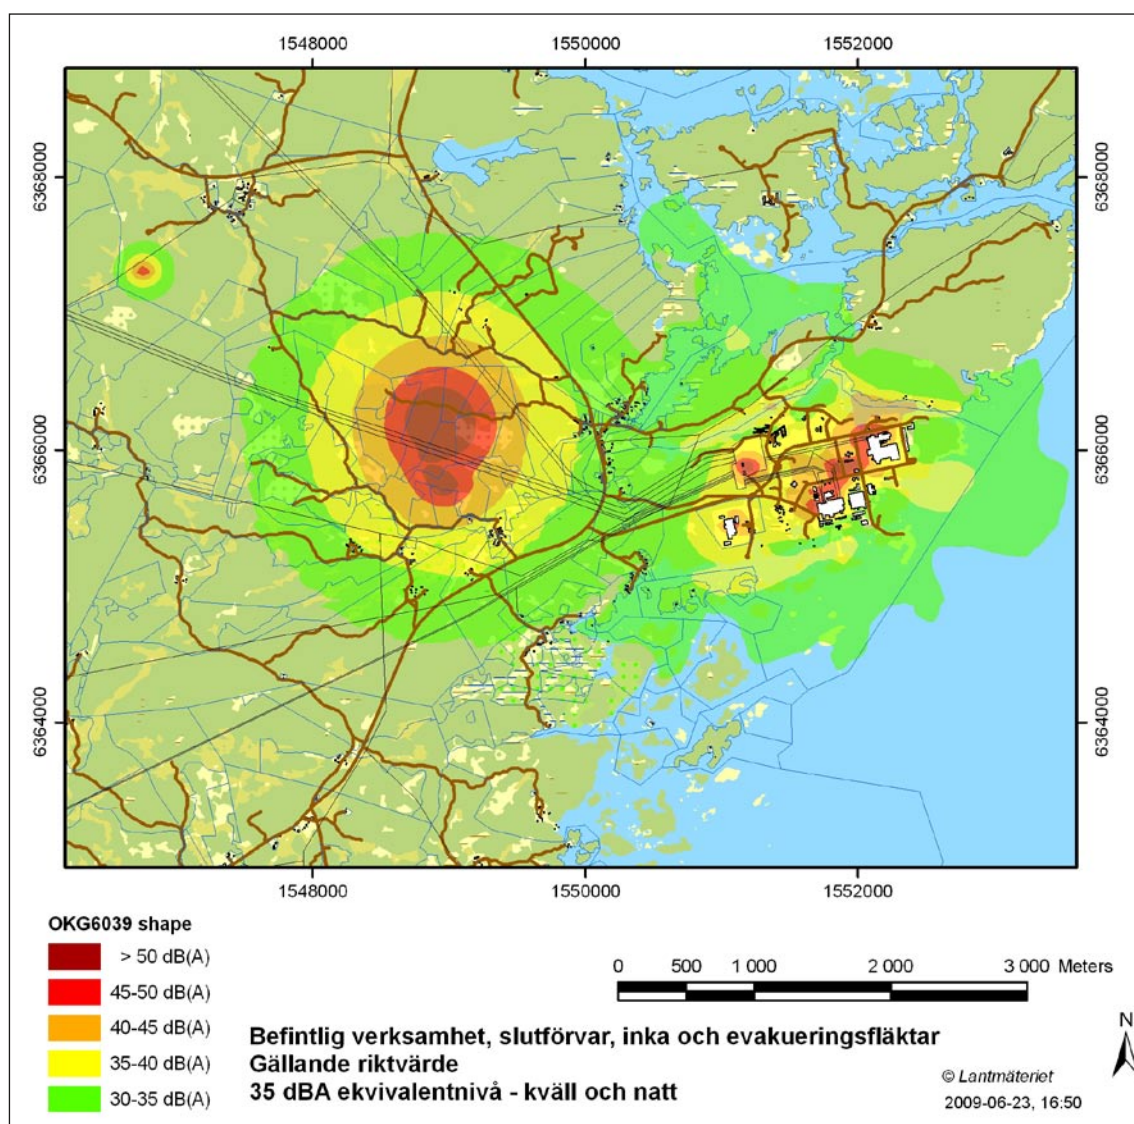 1548000 1550000 1552000
6368000 6368000
6366000 6366000
6364000 6364000
1548000 1550000 1552000
OKG6039 shape
> 50 dB(A)
45-50 dB(A)
40-45 dB(A)
35-40 dB(A)
30-35 dB(A)
0 500 1 000 2 000 3 000 Meters
Befintlig verksamhet, slutförvar, inka och evakueringsfläktar
Gällande riktvärde
35 dBA ekvivalentnivå - kväll och natt
N
© Lantmäteriet
2009-06-23, 16:50